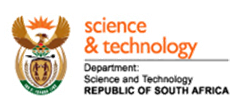 science
& technology
Department:
Science and Technology
REPUBLIC OF SOUTH AFRICA